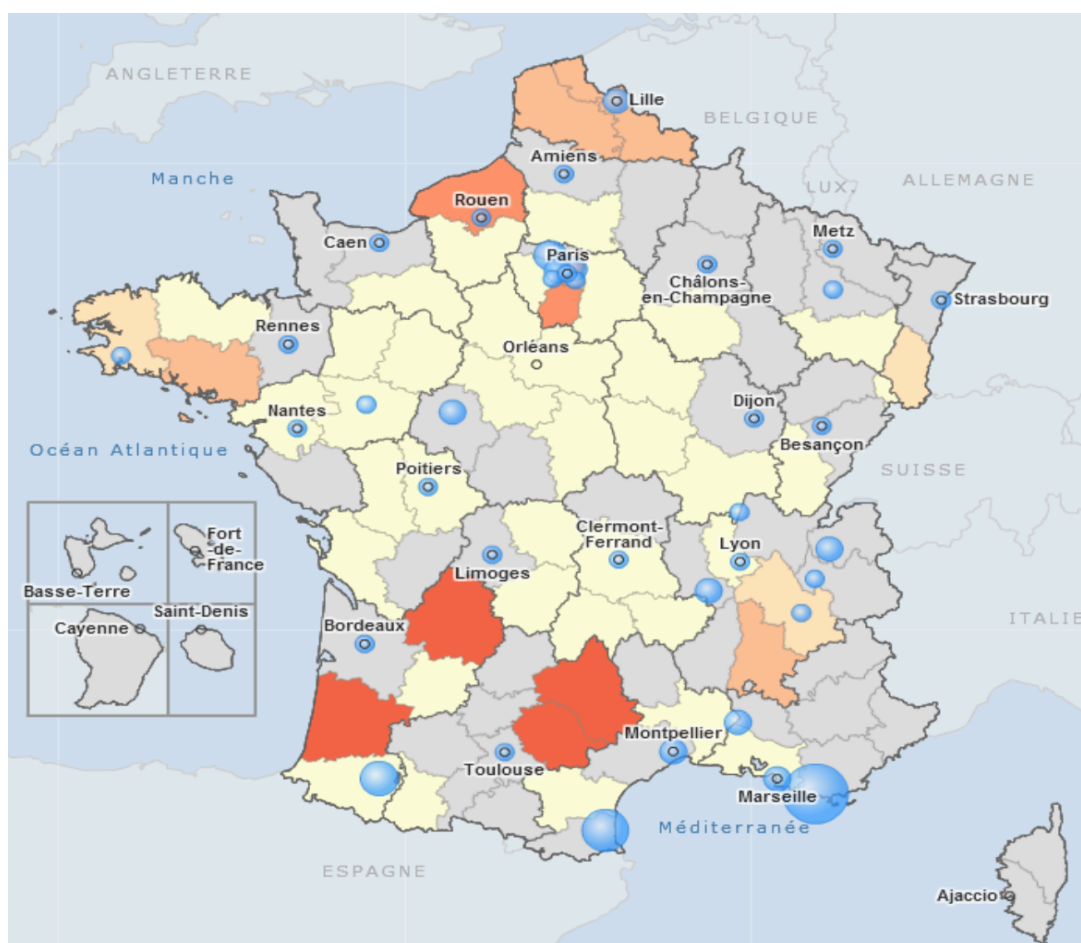 ANGLETERRE
Lille
BELGIQUE
Amiens
Manche
LUX.
ALLEMAGNE
Rouen
Metz
Caen
Paris
Châlons-
en-Champagne
Strasbourg
Rennes
Orléans
Dijon
Nantes
Besançon
Océan Atlantique
Poitiers
SUISSE
Clermont-
Ferrand
Fort
-de-
France
Lyon
Limoges
Basse-Terre
Saint-Denis
ITALIE
Cayenne
Bordeaux
Montpellier
Toulouse
Marseille
Méditerranée
ESPAGNE
Ajaccio